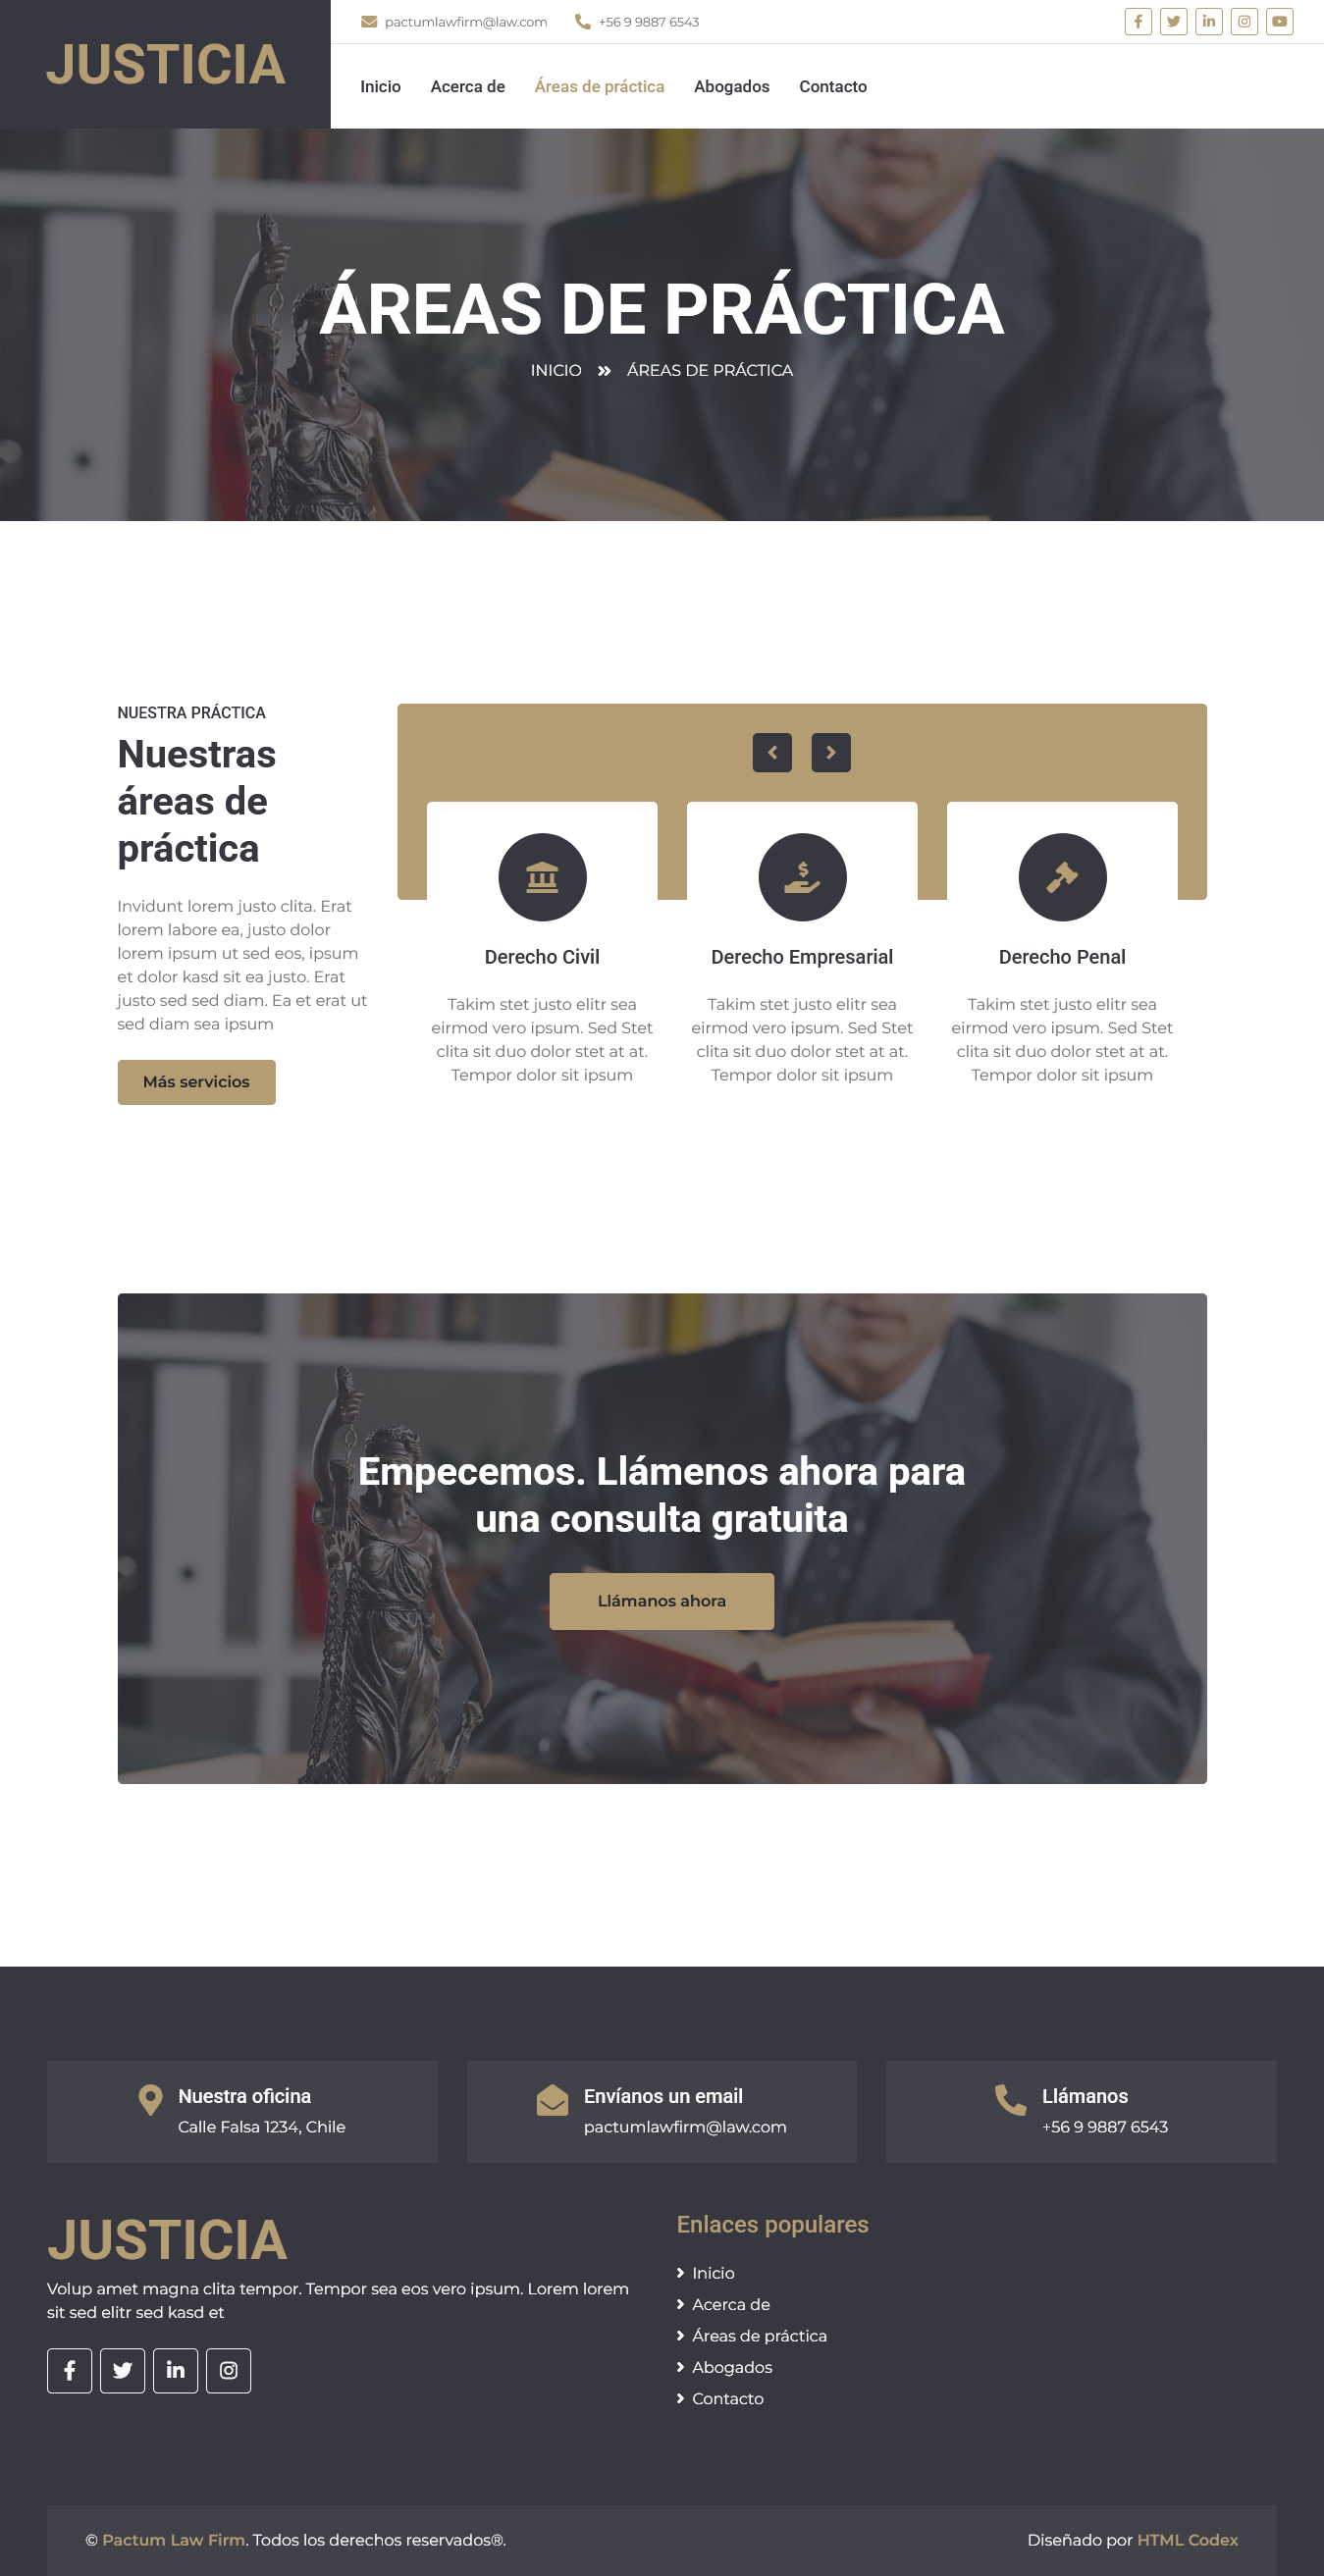 JUSTICIA
pactumlawfirm@law.com
+56 9 9887 6543
Inicio
Acerca de
Áreas de práctica
Abogados
Contacto
ÁREAS DE PRÁCTICA
INICIO
ÁREAS DE PRÁCTICA
NUESTRA PRÁCTICA
Nuestras
áreas de
práctica
Invidunt lorem justo clita. Erat
lorem labore ea, justo dolor
lorem ipsum ut sed eos, ipsum
et dolor kasd sit ea justo. Erat
justo sed sed diam. Ea et erat ut
sed diam sea ipsum
Más servicios
Derecho Civil
Takim stet justo elitr sea
eirmod vero ipsum. Sed Stet
clita sit duo dolor stet at at.
Tempor dolor sit ipsum
Derecho Empresarial
Takim stet justo elitr sea
eirmod vero ipsum. Sed Stet
clita sit duo dolor stet at at.
Tempor dolor sit ipsum
Derecho Penal
Takim stet justo elitr sea
eirmod vero ipsum. Sed Stet
clita sit duo dolor stet at at.
Tempor dolor sit ipsum
Empecemos. Llámenos ahora para
una consulta gratuita
Llámanos ahora
Nuestra oficina
Calle Falsa 1234, Chile
Envíanos un email
pactumlawfirm@law.com
Llámanos
+56 9 9887 6543
JUSTICIA
Volup amet magna clita tempor. Tempor sea eos vero ipsum. Lorem lorem
sit sed elitr sed kasd et
Enlaces populares
Inicio
Acerca de
Áreas de práctica
Abogados
Contacto
© Pactum Law Firm. Todos los derechos reservados®.
Diseñado por HTML Codex